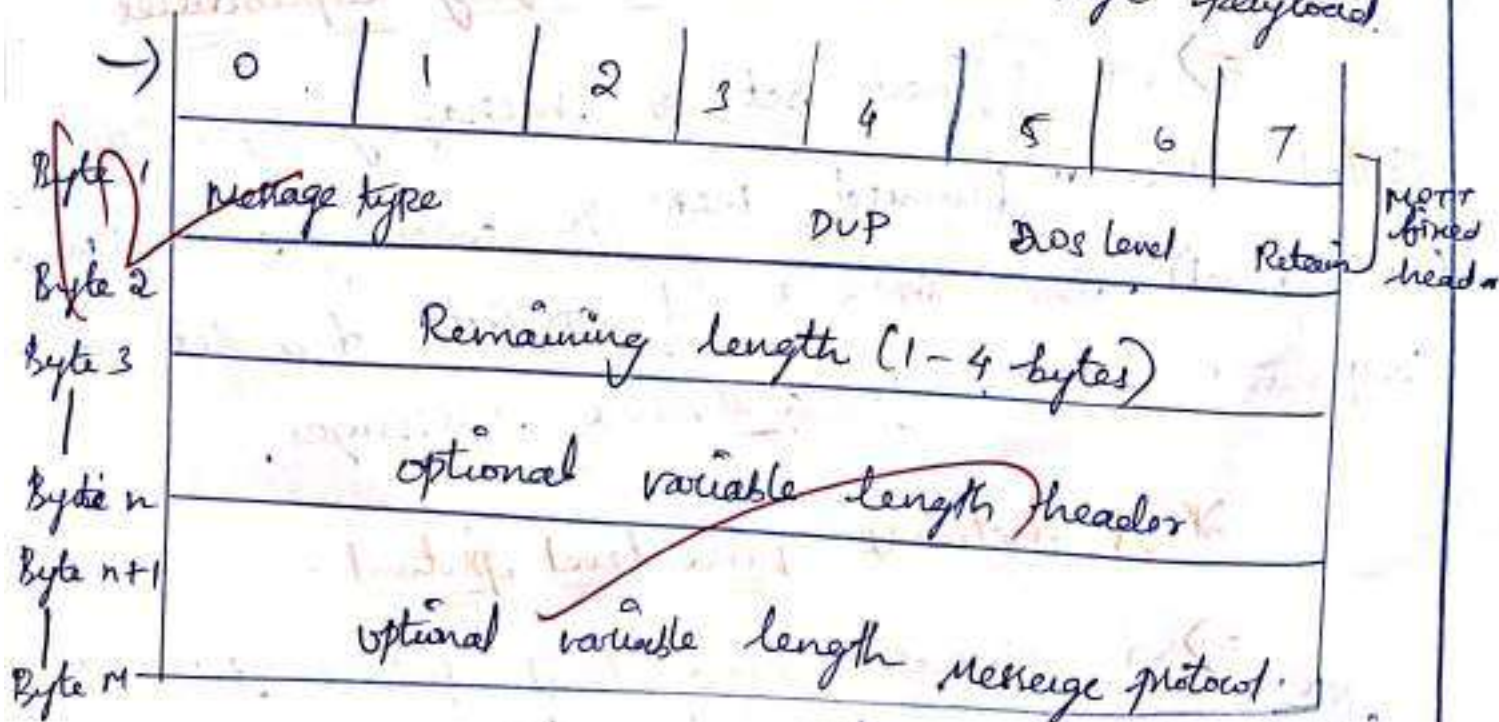 payload.
→ 0 1 2 3 4 5 6 7
Byte 1 Message type DUP QOS Level Retain
MQTT
fixed
header
Byte 2 Remaining length (1-4 bytes)
Byte 3
optional variable length header
Byte n
Byte n+1
optional variable length Message protocol.
Byte M